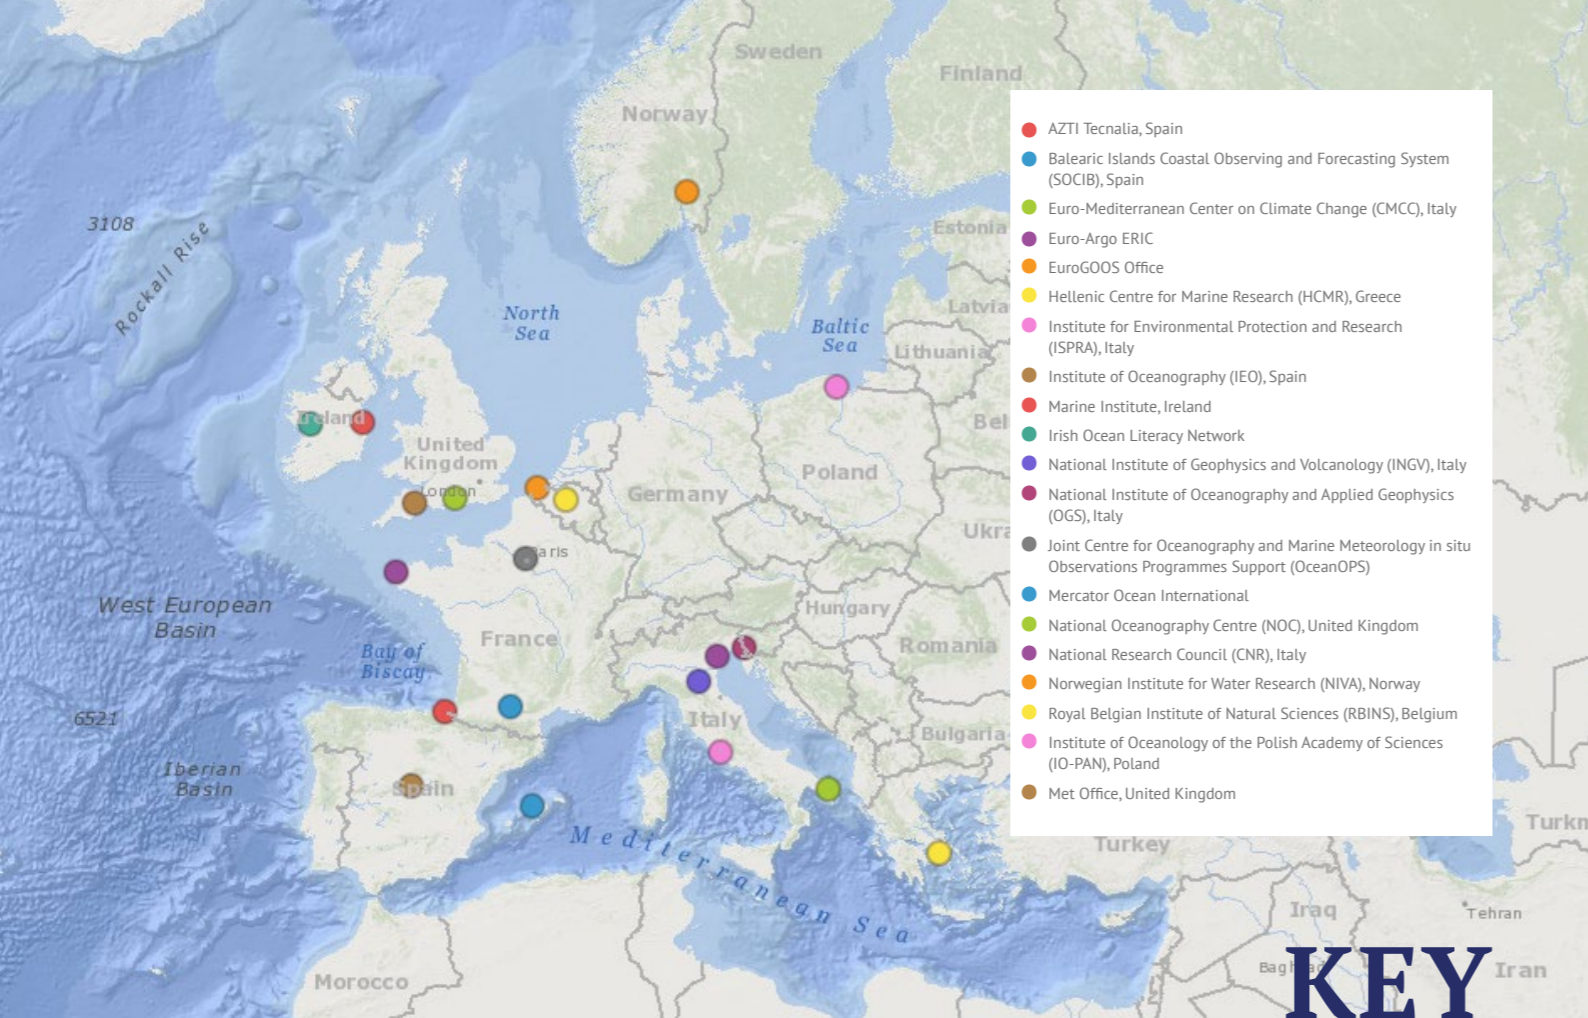 Sweden
Finland
Norway
3108
Rockall Rise
Estonia
North
Sea
Baltic
Sea
Latvia
Lithuania
Ireland
United
Kingdom
London
Bel
Poland
Germany
Ukra
Paris
West European
Basin
Hungary
France
Romania
Bay of
Biscay
6521
Italy
Bulgaria
Iberian
Basin
Spain
Mediterranean Sea
Turkey
Turkm
Iraq
Tehran
Morocco
Baghdad
Iran
AZTI Tecnalia, Spain
Balearic Islands Coastal Observing and Forecasting System
(SOCIB), Spain
Euro-Mediterranean Center on Climate Change (CMCC), Italy
Euro-Argo ERIC
EuroGOOS Office
Hellenic Centre for Marine Research (HCMR), Greece
Institute for Environmental Protection and Research
(ISPRA), Italy
Institute of Oceanography (IEO), Spain
Marine Institute, Ireland
Irish Ocean Literacy Network
National Institute of Geophysics and Volcanology (INGV), Italy
National Institute of Oceanography and Applied Geophysics
(OGS), Italy
Joint Centre for Oceanography and Marine Meteorology in situ
Observations Programmes Support (OceanOPS)
Mercator Ocean International
National Oceanography Centre (NOC), United Kingdom
National Research Council (CNR), Italy
Norwegian Institute for Water Research (NIVA), Norway
Royal Belgian Institute of Natural Sciences (RBINS), Belgium
Institute of Oceanology of the Polish Academy of Sciences
(IO-PAN), Poland
Met Office, United Kingdom
KEY